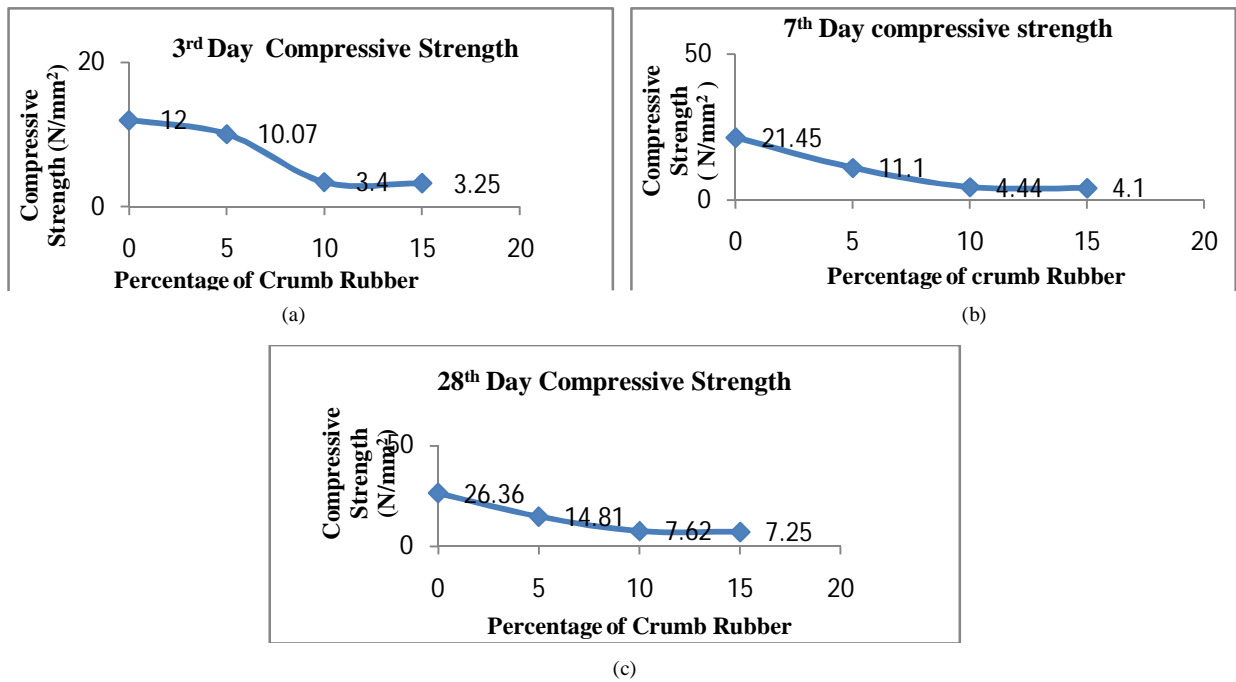 3rd Day Compressive Strength
Compressive
Strength (N/mm²)
20
0
12
10.07
3.4
3.25
0 5 10 15 20
Percentage of Crumb Rubber
(a)
7th Day compressive strength
Compressive
Strength
( N/mm² )
50
0
21.45
11.1
4.44
4.1
0 5 10 15 20
Percentage of crumb Rubber
(b)
28th Day Compressive Strength
Compressive
Strength
(N/mm²)
50
0
26.36
14.81
7.62
7.25
0 5 10 15 20
Percentage of Crumb Rubber
(c)